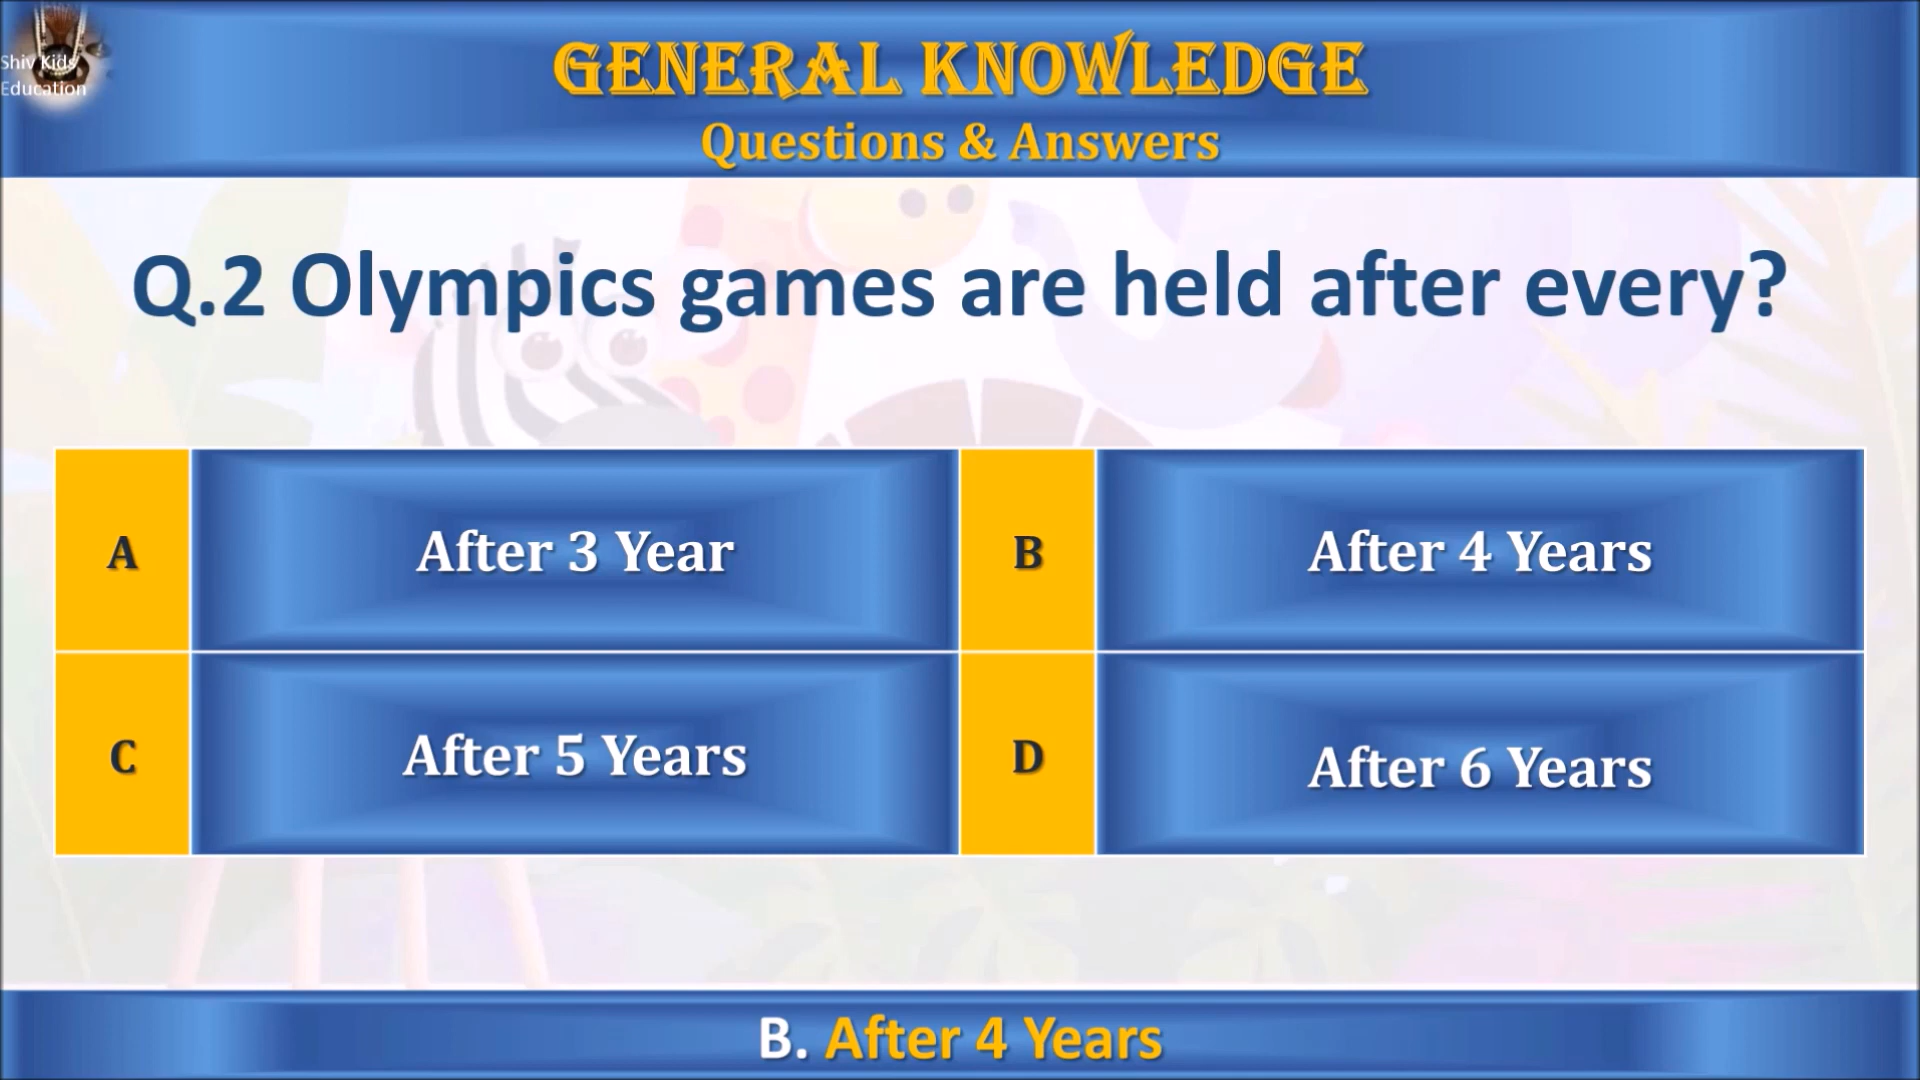 Shiv Kids
Education
GENERAL KNOWLEDGE
Questions & Answers
Q.2 Olympics games are held after every?
A
After 3 Year
B
After 4 Years
C
After 5 Years
D
After 6 Years
B. After 4 Years